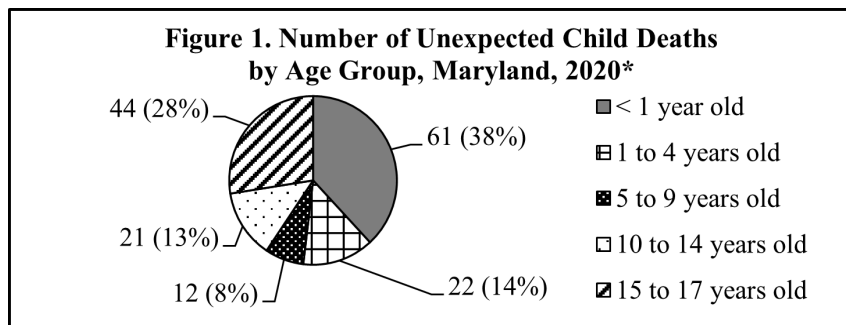 Figure 1. Number of Unexpected Child Deaths
by Age Group, Maryland, 2020*
44 (28%)
61 (38%)
21 (13%)
12 (8%)
22 (14%)
< 1 year old
1 to 4 years old
5 to 9 years old
10 to 14 years old
15 to 17 years old